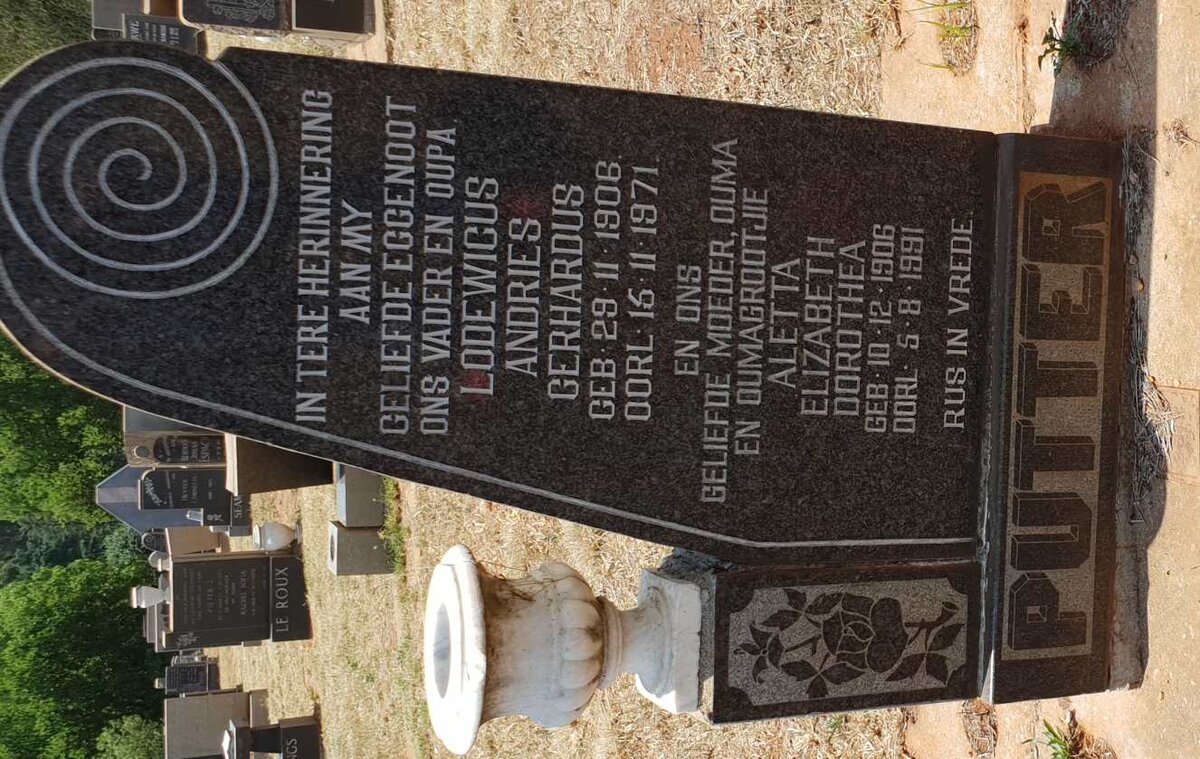 IN TERE HERINNERING
AAN MY
GELIEFDE EGGENOOT
ONS VADER EN OUPA.
LODEWICUS
ANDRIES
GERHARDUS
GEB. 29·11·1906.
OORL. 16·11·1971.
EN ONS
GELIEFDE MOEDER, OUMA
EN OUMAGROOTJIE
ALETTA
ELIZABETH
DOROTHEA
GEB 10·12·1906
OORL 5·8·1991
RUS IN VREDE.
PUTTER
LE ROUX